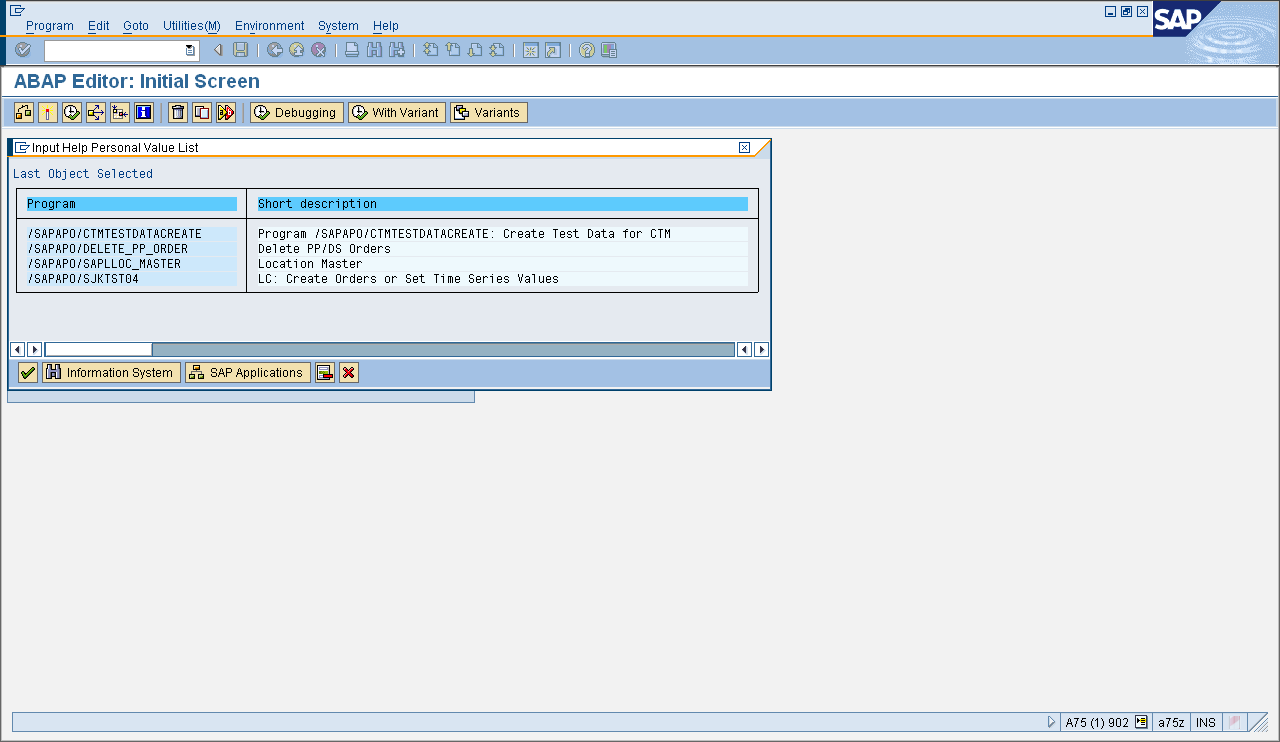 Program Edit Goto Utilities(M) Environment System Help
SAP
ABAP Editor: Initial Screen
Debugging With Variant Variants
Input Help Personal Value List
Last Object Selected
Program Short description
/SAPAPO/CTMTESTDATACREATE Program /SAPAPO/CTMTESTDATACREATE: Create Test Data for CTM
/SAPAPO/DELETE_PP_ORDER Delete PP/DS Orders
/SAPAPO/SAPLLOC_MASTER Location Master
/SAPAPO/SJKTST04 LC: Create Orders or Set Time Series Values
Information System SAP Applications
A75 (1) 902 a75z INS